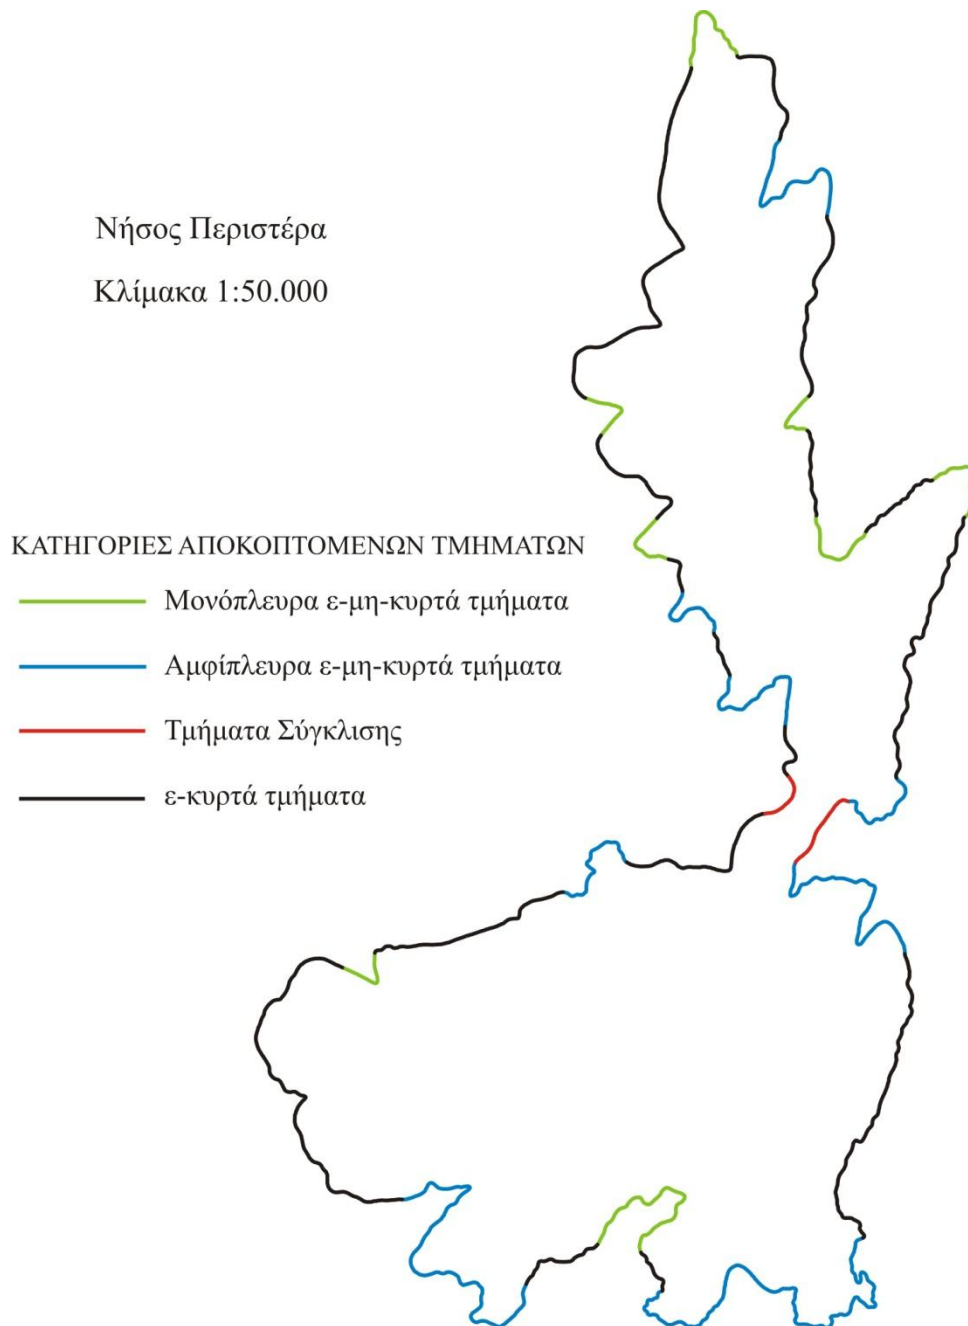 Νήσος Περιστέρα
Κλίμακα 1:50.000
ΚΑΤΗΓΟΡΙΕΣ ΑΠΟΚΟΠΤΟΜΕΝΩΝ ΤΜΗΜΑΤΩΝ
Μονόπλευρα ε-μη-κυρτά τμήματα
Αμφίπλευρα ε-μη-κυρτά τμήματα
Τμήματα Σύγκλισης
ε-κυρτά τμήματα